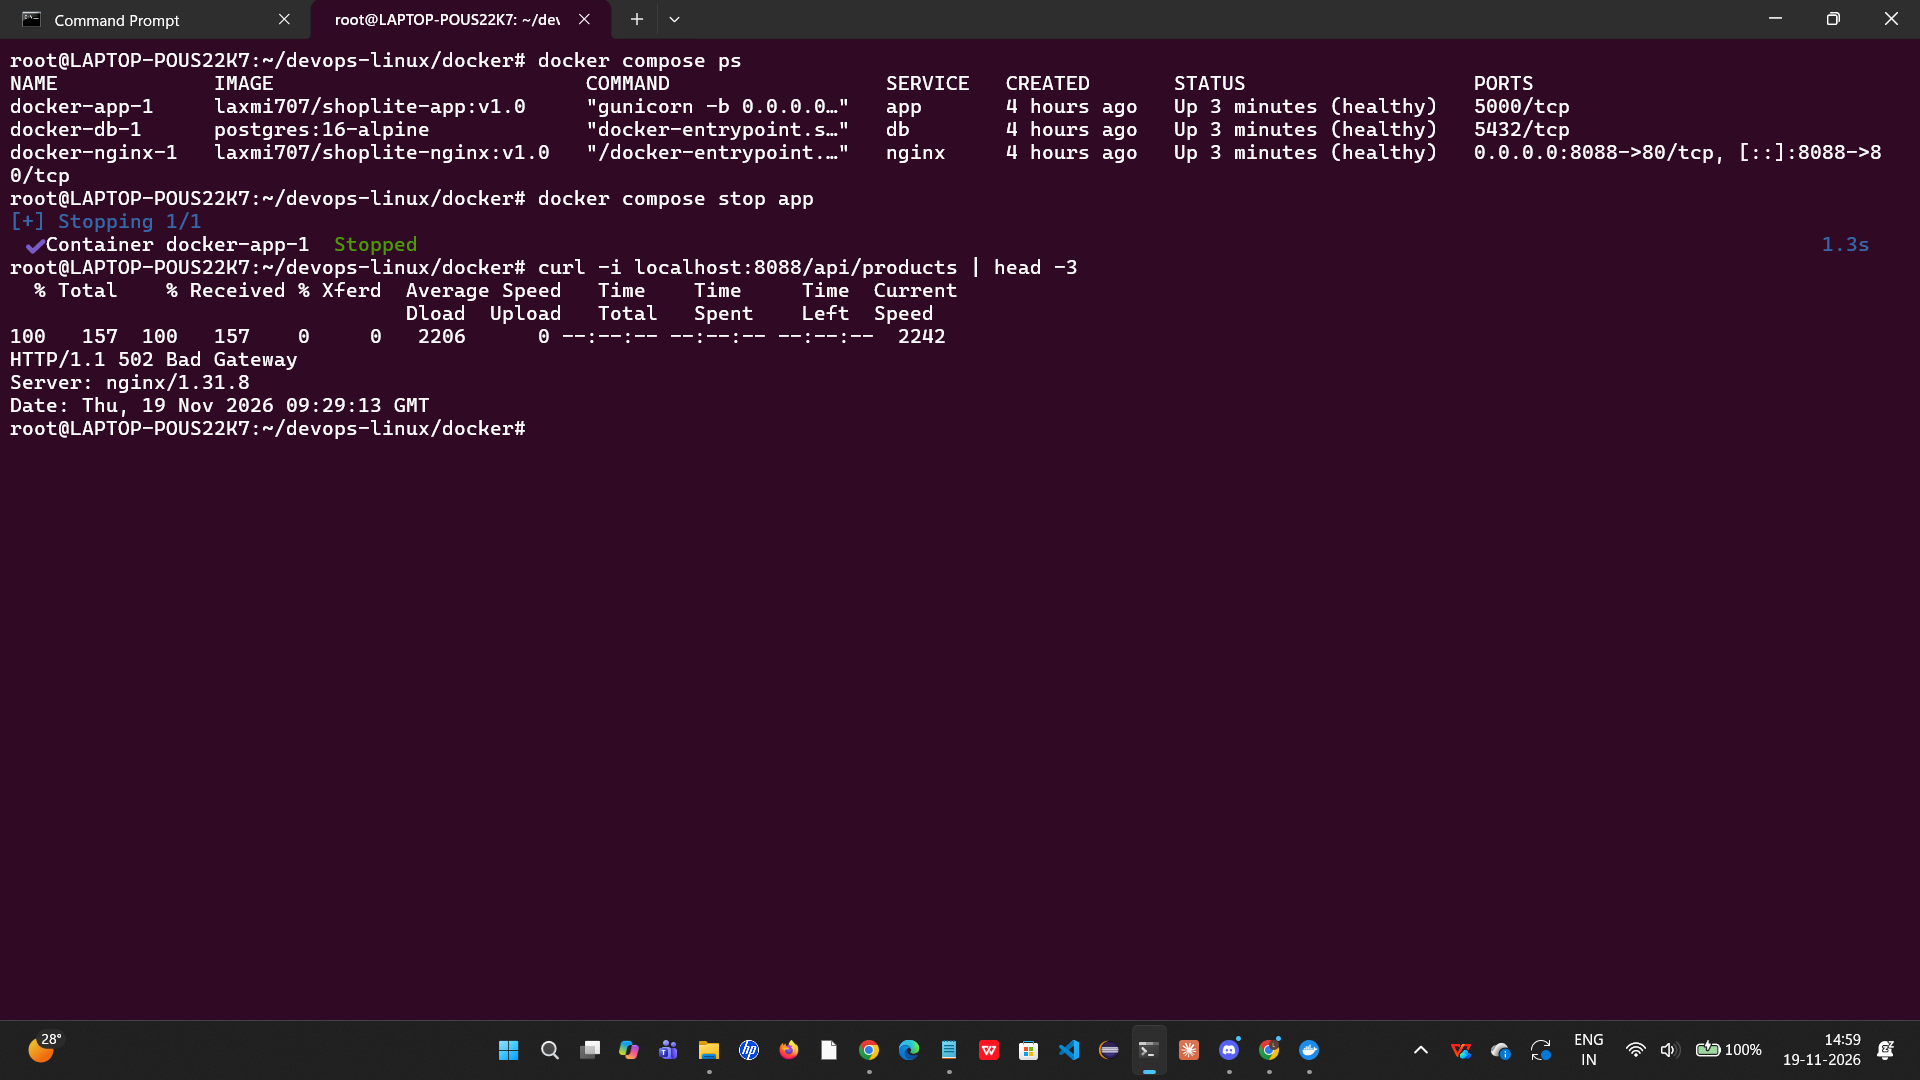 Command Prompt
root@LAPTOP-POUS22K7: ~/dev
root@LAPTOP-POUS22K7:~/devops-linux/docker# docker compose ps
NAME IMAGE COMMAND SERVICE CREATED STATUS PORTS
docker-app-1 laxmi707/shoplite-app:v1.0 "gunicorn -b 0.0.0.0…" app 4 hours ago Up 3 minutes (healthy) 5000/tcp
docker-db-1 postgres:16-alpine "docker-entrypoint.s…" db 4 hours ago Up 3 minutes (healthy) 5432/tcp
docker-nginx-1 laxmi707/shoplite-nginx:v1.0 "/docker-entrypoint.…" nginx 4 hours ago Up 3 minutes (healthy) 0.0.0.0:8088->80/tcp, [::]:8088->8
0/tcp
root@LAPTOP-POUS22K7:~/devops-linux/docker# docker compose stop app
[+] Stopping 1/1
✔Container docker-app-1 Stopped 1.3s
root@LAPTOP-POUS22K7:~/devops-linux/docker# curl -i localhost:8088/api/products | head -3
% Total % Received % Xferd Average Speed Time Time Time Current
Dload Upload Total Spent Left Speed
100 157 100 157 0 0 2206 0 --:--:-- --:--:-- --:--:-- 2242
HTTP/1.1 502 Bad Gateway
Server: nginx/1.31.8
Date: Thu, 19 Nov 2026 09:29:13 GMT
root@LAPTOP-POUS22K7:~/devops-linux/docker#
28°
ENG
IN
100%
14:59
19-11-2026